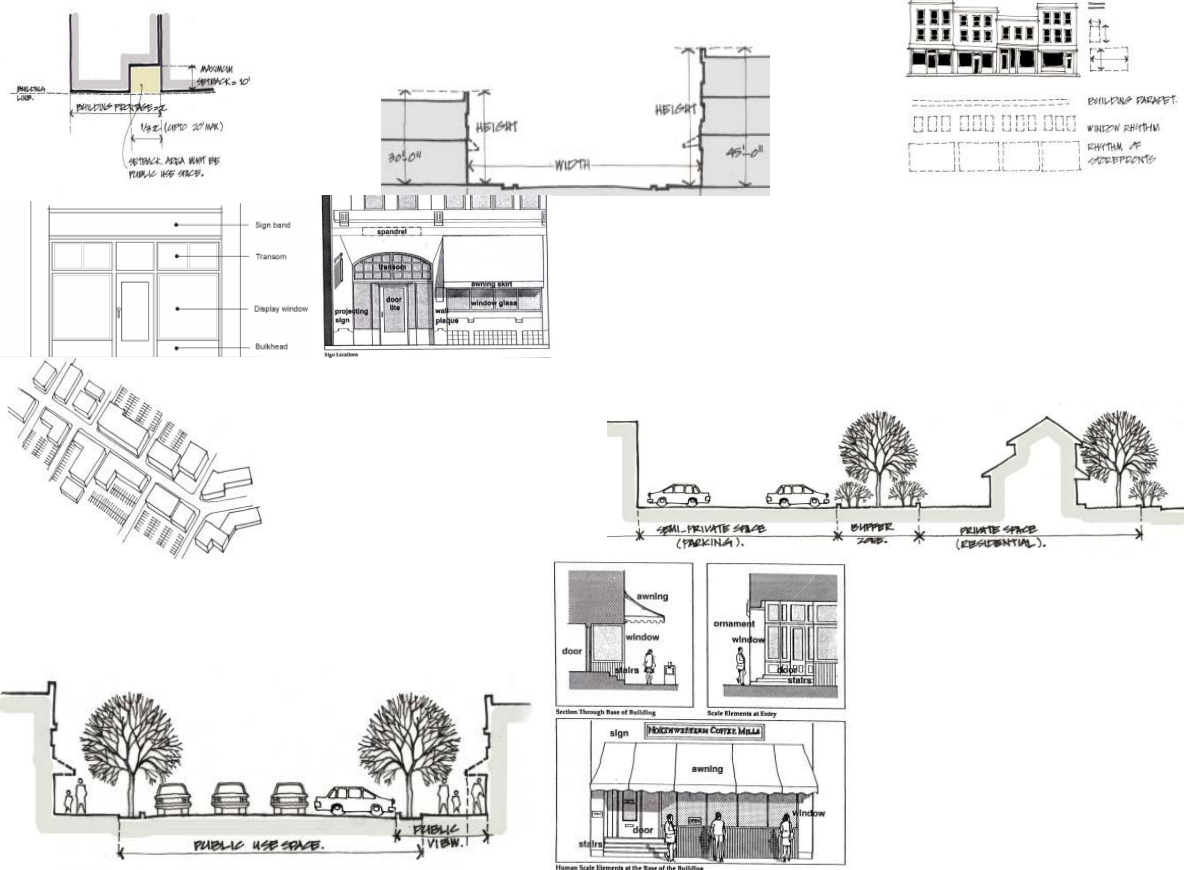 MAXIMUM
SETBACK = 10'
BUILDING
LINE.
BUILDING FRONTAGE = X
1/3 X (UP TO 20' MAX)
SETBACK AREA MUST BE
PUBLIC USE SPACE.
HEIGHT
30'-0"
WIDTH
HEIGHT
45'-0"
BUILDING PARAPET.
WINDOW RHYTHM
RHYTHM OF
STOREFRONTS
Sign band
Transom
Display window
Bulkhead
spandrel
transom
awning skirt
door
lite
window glass
projecting
sign
wall
plaque
Sign Locations
SEMI-PRIVATE SPACE
(PARKING).
BUFFER
ZONE.
PRIVATE SPACE
(RESIDENTIAL).
awning
window
door
stairs
Section Through Base of Building
ornament
window
door
stairs
Scale Elements at Entry
PUBLIC USE SPACE.
PUBLIC
VIEW.
sign
NORTHWESTERN COFFEE MILLS
awning
window
door
stairs
Human Scale Elements at the Base of the Building